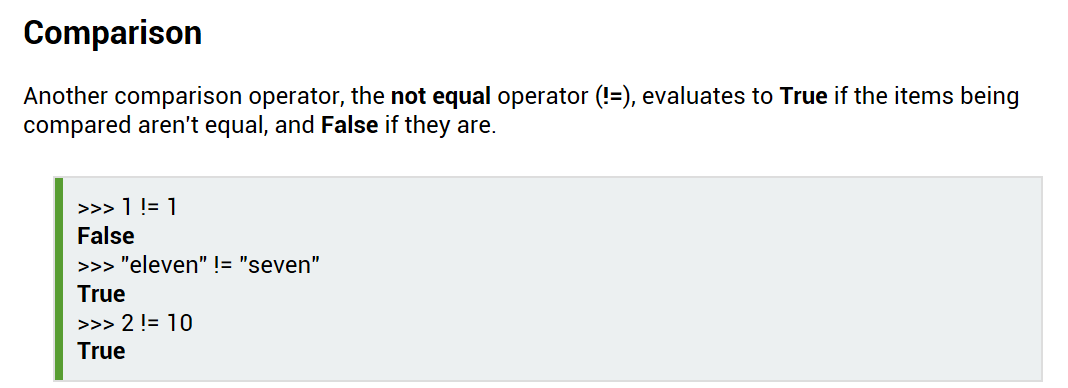 Comparison
Another comparison operator, the not equal operator (!=), evaluates to True if the items being
compared aren't equal, and False if they are.
>>> 1 != 1
False
>>> "eleven" != "seven"
True
>>> 2 != 10
True